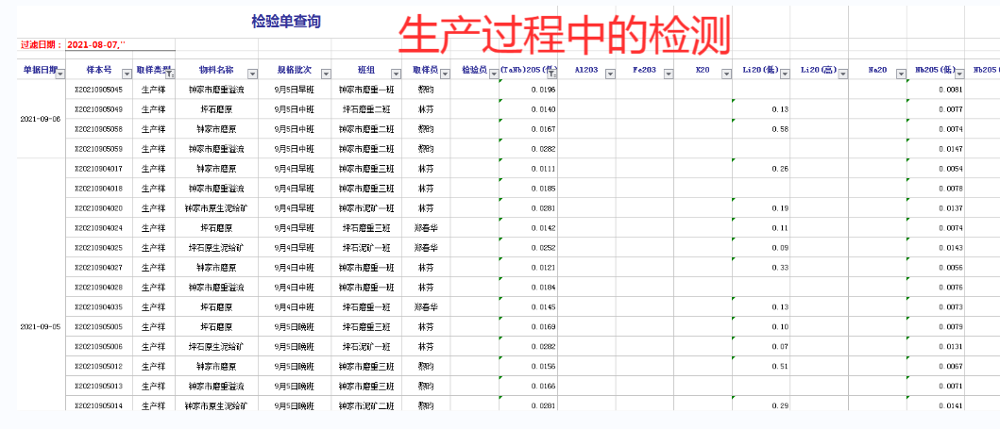 检验单查询
生产过程中的检测
过滤日期： 2021-08-07,''
单据日期 样本号 取样类型 物料名称 规格批次 班组 取样员 检验员 (TaNb)205(低) Al203 Fe203 K20 Li20(低) Li20(高) Na20 Nb205(低) Nb205
X20210905045 生产样 钟家市磨重溢流 9月5日早班 钟家市磨重一班 黎昀 0.0196 0.0081
2021-09-06 X20210905049 生产样 坪石磨原 9月5日中班 坪石磨重二班 林芬 0.0140 0.13 0.0077
X20210905058 生产样 钟家市磨原 9月5日中班 钟家市磨重二班 黎昀 0.0167 0.58 0.0074
X20210905059 生产样 钟家市磨重溢流 9月5日中班 钟家市磨重二班 黎昀 0.0282 0.0147
X20210904017 生产样 钟家市磨原 9月4日早班 钟家市磨重三班 林芬 0.0111 0.26 0.0054
X20210904018 生产样 钟家市磨重溢流 9月4日早班 钟家市磨重三班 林芬 0.0185 0.0078
X20210904020 生产样 钟家市原生泥给矿 9月4日早班 钟家市泥矿一班 林芬 0.0281 0.19 0.0137
X20210904024 生产样 坪石磨原 9月4日早班 坪石磨重三班 郑春华 0.0142 0.11 0.0074
X20210904025 生产样 坪石原生泥给矿 9月4日早班 坪石泥矿一班 郑春华 0.0252 0.09 0.0143
X20210904027 生产样 钟家市磨原 9月4日中班 钟家市磨重一班 林芬 0.0121 0.33 0.0056
X20210904028 生产样 钟家市磨重溢流 9月4日中班 钟家市磨重一班 林芬 0.0184 0.0076
X20210904035 生产样 坪石磨原 9月4日中班 坪石磨重一班 郑春华 0.0145 0.13 0.0073
2021-09-05 X20210905005 生产样 坪石磨原 9月5日晚班 坪石磨重三班 林芬 0.0169 0.10 0.0079
X20210905006 生产样 坪石原生泥给矿 9月5日晚班 坪石泥矿一班 林芬 0.0282 0.07 0.0131
X20210905012 生产样 钟家市磨原 9月5日晚班 钟家市磨重三班 黎昀 0.0156 0.51 0.0067
X20210905013 生产样 钟家市磨重溢流 9月5日晚班 钟家市磨重三班 黎昀 0.0166 0.0071
X20210905014 生产样 钟家市原生泥给矿 9月5日晚班 钟家市泥矿二班 黎昀 0.0281 0.29 0.0141